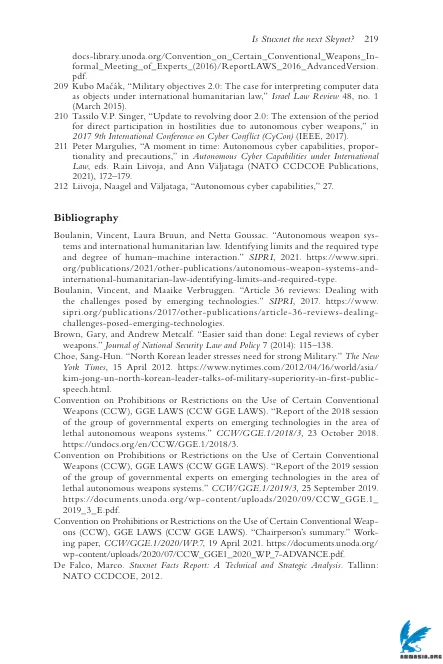 Is Stuxnet the next Skynet? 219
docs-library.unoda.org/Convention_on_Certain_Conventional_Weapons_In-
formal_Meeting_of_Experts_(2016)/ReportLAWS_2016_AdvancedVersion.
pdf.
209 Kubo Mačák, “Military objectives 2.0: The case for interpreting computer data
as objects under international humanitarian law,” Israel Law Review 48, no. 1
(March 2015).
210 Tassilo V.P. Singer, “Update to revolving door 2.0: The extension of the period
for direct participation in hostilities due to autonomous cyber weapons,” in
2017 9th International Conference on Cyber Conflict (CyCon) (IEEE, 2017).
211 Peter Margulies, “A moment in time: Autonomous cyber capabilities, propor-
tionality and precautions,” in Autonomous Cyber Capabilities under International
Law, eds. Rain Liivoja, and Ann Väljataga (NATO CCDCOE Publications,
2021), 172–179.
212 Liivoja, Naagel and Väljataga, “Autonomous cyber capabilities,” 27.
Bibliography
Boulanin, Vincent, Laura Bruun, and Netta Goussac. “Autonomous weapon sys-
tems and international humanitarian law. Identifying limits and the required type
and degree of human–machine interaction.” SIPRI, 2021. https://www.sipri.
org/publications/2021/other-publications/autonomous-weapon-systems-and-
international-humanitarian-law-identifying-limits-and-required-type.
Boulanin, Vincent, and Maaike Verbruggen. “Article 36 reviews: Dealing with
the challenges posed by emerging technologies.” SIPRI, 2017. https://www.
sipri.org/publications/2017/other-publications/article-36-reviews-dealing-
challenges-posed-emerging-technologies.
Brown, Gary, and Andrew Metcalf. “Easier said than done: Legal reviews of cyber
weapons.” Journal of National Security Law and Policy 7 (2014): 115–138.
Choe, Sang-Hun. “North Korean leader stresses need for strong Military.” The New
York Times, 15 April 2012. https://www.nytimes.com/2012/04/16/world/asia/
kim-jong-un-north-korean-leader-talks-of-military-superiority-in-first-public-
speech.html.
Convention on Prohibitions or Restrictions on the Use of Certain Conventional
Weapons (CCW), GGE LAWS (CCW GGE LAWS). “Report of the 2018 session
of the group of governmental experts on emerging technologies in the area of
lethal autonomous weapons systems.” CCW/GGE.1/2018/3, 23 October 2018.
https://undocs.org/en/CCW/GGE.1/2018/3.
Convention on Prohibitions or Restrictions on the Use of Certain Conventional
Weapons (CCW), GGE LAWS (CCW GGE LAWS). “Report of the 2019 session
of the group of governmental experts on emerging technologies in the area of
lethal autonomous weapons systems.” CCW/GGE.1/2019/3, 25 September 2019.
https://documents.unoda.org/wp-content/uploads/2020/09/CCW_GGE.1_
2019_3_E.pdf.
Convention on Prohibitions or Restrictions on the Use of Certain Conventional Weap-
ons (CCW), GGE LAWS (CCW GGE LAWS). “Chairperson’s summary.” Work-
ing paper, CCW/GGE.1/2020/WP.7, 19 April 2021. https://documents.unoda.org/
wp-content/uploads/2020/07/CCW_GGE1_2020_WP_7-ADVANCE.pdf.
De Falco, Marco. Stuxnet Facts Report: A Technical and Strategic Analysis. Tallinn:
NATO CCDCOE, 2012.